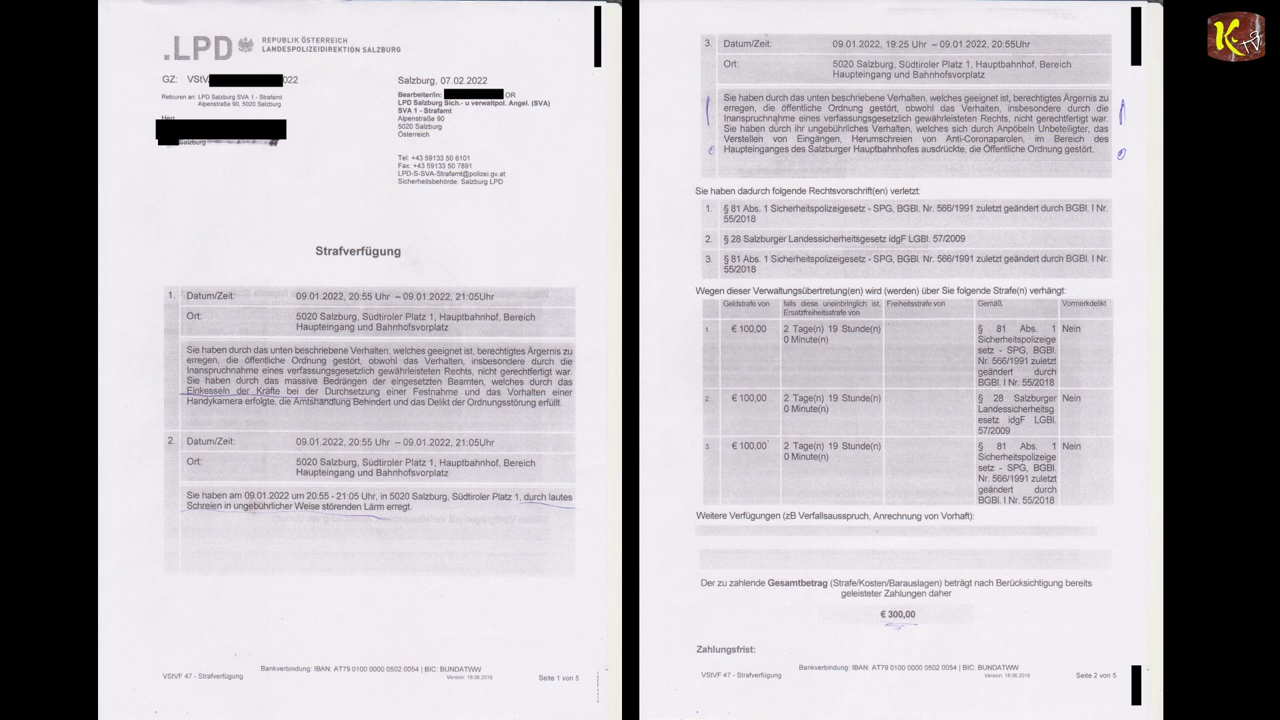 .LPD REPUBLIK ÖSTERREICH
LANDESPOLIZEIDIREKTION SALZBURG
GZ: VStV 022
Retouren an: LPD Salzburg SVA 1 - Strafamt
Alpenstraße 90, 5020 Salzburg
Herr
Salzburg
Salzburg, 07.02.2022
Bearbeiter/in: OR
LPD Salzburg Sich.- u verwaltpol. Angel. (SVA)
SVA 1 - Strafamt
Alpenstraße 90
5020 Salzburg
Österreich
Tel: +43 59133 50 6101
Fax: +43 59133 50 7891
LPD-S-SVA-Strafamt@polizei.gv.at
Sicherheitsbehörde: Salzburg LPD
Strafverfügung
1. Datum/Zeit: 09.01.2022, 20:55 Uhr – 09.01.2022, 21:05Uhr
Ort: 5020 Salzburg, Südtiroler Platz 1, Hauptbahnhof, Bereich
Haupteingang und Bahnhofsvorplatz
Sie haben durch das unten beschriebene Verhalten, welches geeignet ist, berechtigtes Ärgernis zu
erregen, die öffentliche Ordnung gestört, obwohl das Verhalten, insbesondere durch die
Inanspruchnahme eines verfassungsgesetzlich gewährleisteten Rechts, nicht gerechtfertigt war.
Sie haben durch das massive Bedrängen der eingesetzten Beamten, welches durch das
Einkesseln der Kräfte bei der Durchsetzung einer Festnahme und das Vorhalten einer
Handykamera erfolgte, die Amtshandlung Behindert und das Delikt der Ordnungsstörung erfüllt.
2. Datum/Zeit: 09.01.2022, 20:55 Uhr – 09.01.2022, 21:05Uhr
Ort: 5020 Salzburg, Südtiroler Platz 1, Hauptbahnhof, Bereich
Haupteingang und Bahnhofsvorplatz
Sie haben am 09.01.2022 um 20:55 - 21:05 Uhr, in 5020 Salzburg, Südtiroler Platz 1, durch lautes
Schreien in ungebührlicher Weise störenden Lärm erregt.
Bankverbindung: IBAN: AT79 0100 0000 0502 0054 | BIC: BUNDATWW
Version: 18.06.2018
VStVF 47 - Strafverfügung
Seite 1 von 5
3. Datum/Zeit: 09.01.2022, 19:25 Uhr – 09.01.2022, 20:55Uhr
Ort: 5020 Salzburg, Südtiroler Platz 1, Hauptbahnhof, Bereich
Haupteingang und Bahnhofsvorplatz
Sie haben durch das unten beschriebene Verhalten, welches geeignet ist, berechtigtes Ärgernis zu
erregen, die öffentliche Ordnung gestört, obwohl das Verhalten, insbesondere durch die
Inanspruchnahme eines verfassungsgesetzlich gewährleisteten Rechts, nicht gerechtfertigt war.
Sie haben durch ihr ungebührliches Verhalten, welches sich durch Anpöbeln Unbeteiligter, das
Verstellen von Eingängen, Herumschreien von Anti-Coronaparolen, im Bereich des
Haupteinganges des Salzburger Hauptbahnhofes ausdrückte, die Öffentliche Ordnung gestört.
Sie haben dadurch folgende Rechtsvorschrift(en) verletzt:
1. § 81 Abs. 1 Sicherheitspolizeigesetz - SPG, BGBl. Nr. 566/1991 zuletzt geändert durch BGBl. I Nr.
55/2018
2. § 28 Salzburger Landessicherheitsgesetz idgF LGBl. 57/2009
3. § 81 Abs. 1 Sicherheitspolizeigesetz - SPG, BGBl. Nr. 566/1991 zuletzt geändert durch BGBl. I Nr.
55/2018
Wegen dieser Verwaltungsübertretung(en) wird (werden) über Sie folgende Strafe(n) verhängt:
Geldstrafe von falls diese uneinbringlich ist, Ersatzfreiheitsstrafe von Freiheitsstrafe von Gemäß Vormerkdelikt
1. € 100,00 2 Tage(n) 19 Stunde(n) 0 Minute(n) § 81 Abs. 1 Nein
Sicherheitspolizeige
setz - SPG, BGBl.
Nr. 566/1991 zuletzt
geändert durch
BGBl. I Nr. 55/2018
2. € 100,00 2 Tage(n) 19 Stunde(n) 0 Minute(n) § 28 Salzburger Nein
Landessicherheitsg
esetz idgF LGBl.
57/2009
3. € 100,00 2 Tage(n) 19 Stunde(n) 0 Minute(n) § 81 Abs. 1 Nein
Sicherheitspolizeige
setz - SPG, BGBl.
Nr. 566/1991 zuletzt
geändert durch
BGBl. I Nr. 55/2018
Weitere Verfügungen (zB Verfallsausspruch, Anrechnung von Vorhaft):
Der zu zahlende Gesamtbetrag (Strafe/Kosten/Barauslagen) beträgt nach Berücksichtigung bereits
geleisteter Zahlungen daher
€ 300,00
Zahlungsfrist:
Bankverbindung: IBAN: AT79 0100 0000 0502 0054 | BIC: BUNDATWW
Version: 18.06.2018
VStVF 47 - Strafverfügung
Seite 2 von 5
K TV